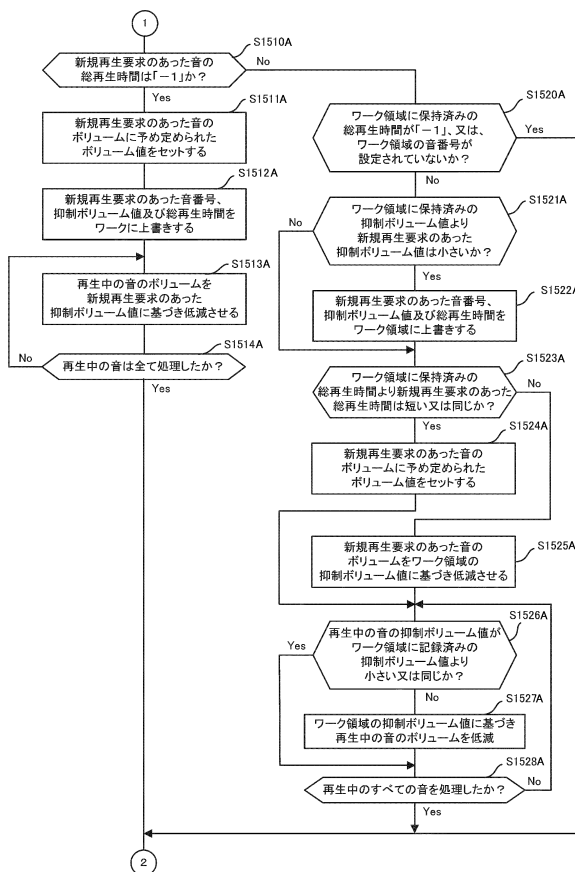 1
S1510A
新規再生要求のあった音の
総再生時間は「－1」か？
No
Yes
S1511A
新規再生要求のあった音の
ボリュームに予め定められた
ボリューム値をセットする
S1512A
新規再生要求のあった音番号、
抑制ボリューム値及び総再生時間を
ワークに上書きする
S1513A
再生中の音のボリュームを
新規再生要求のあった
抑制ボリューム値に基づき低減させる
S1514A
No
再生中の音は全て処理したか？
Yes
S1520A
ワーク領域に保持済みの
総再生時間が「－1」、又は、
ワーク領域の音番号が
設定されていないか？
Yes
No
S1521A
ワーク領域に保持済みの
抑制ボリューム値より
新規再生要求のあった
抑制ボリューム値は小さいか？
No
Yes
S1522A
新規再生要求のあった音番号、
抑制ボリューム値及び総再生時間を
ワーク領域に上書きする
S1523A
ワーク領域に保持済みの
総再生時間より新規再生要求のあった
総再生時間は短い又は同じか？
No
Yes
S1524A
新規再生要求のあった音の
ボリュームに予め定められた
ボリューム値をセットする
S1525A
新規再生要求のあった音の
ボリュームをワーク領域の
抑制ボリューム値に基づき低減させる
S1526A
再生中の音の抑制ボリューム値が
ワーク領域に記録済みの
抑制ボリューム値より
小さい又は同じか？
Yes
No
S1527A
ワーク領域の抑制ボリューム値に基づき
再生中の音のボリュームを低減
S1528A
再生中のすべての音を処理したか？
No
Yes
2